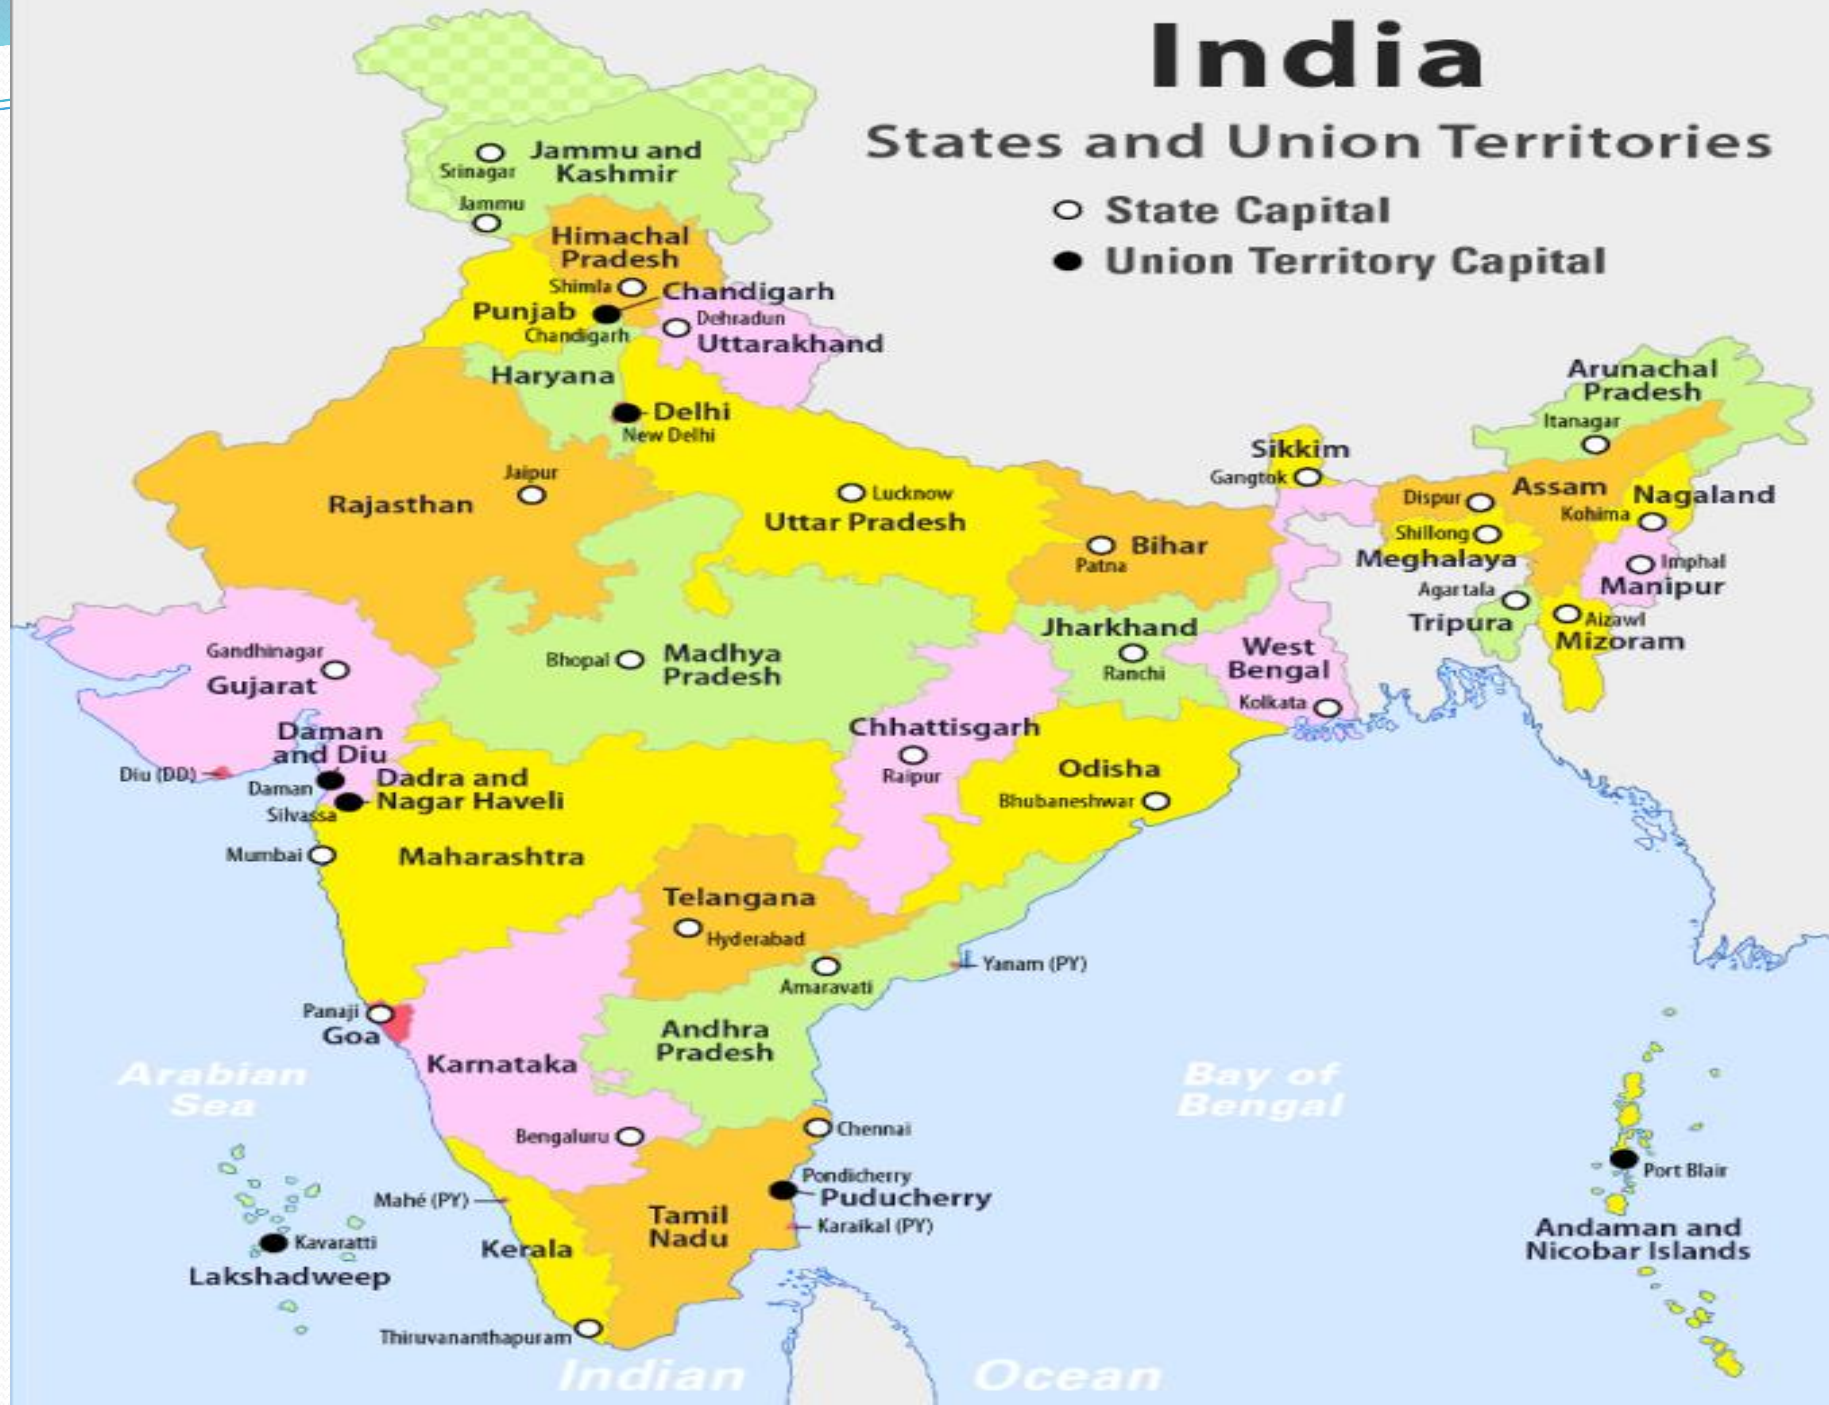 India
States and Union Territories
State Capital
Union Territory Capital
Jammu and
Kashmir
Srinagar
Jammu
Himachal
Pradesh
Shimla
Chandigarh
Punjab
Chandigarh
Dehradun
Uttarakhand
Haryana
Delhi
New Delhi
Arunachal
Pradesh
Itanagar
Sikkim
Gangtok
Jaipur
Rajasthan
Lucknow
Uttar Pradesh
Dispur
Assam
Nagaland
Kohima
Shillong
Meghalaya
Bihar
Patna
Imphal
Manipur
Agartala
Tripura
Aizawl
Mizoram
Gandhinagar
Gujarat
Bhopal
Madhya
Pradesh
Jharkhand
Ranchi
West
Bengal
Kolkata
Daman
and Diu
Diu (DD)
Daman
Dadra and
Nagar Haveli
Silvassa
Chhattisgarh
Raipur
Odisha
Bhubaneshwar
Mumbai
Maharashtra
Telangana
Hyderabad
Yanam (PY)
Amaravati
Panaji
Goa
Andhra
Pradesh
Karnataka
Arabian
Sea
Bay of
Bengal
Bengaluru
Chennai
Pondicherry
Puducherry
Port Blair
Mahé (PY)
Tamil
Nadu
Karaikal (PY)
Kavaratti
Kerala
Andaman and
Nicobar Islands
Lakshadweep
Thiruvananthapuram
Indian Ocean